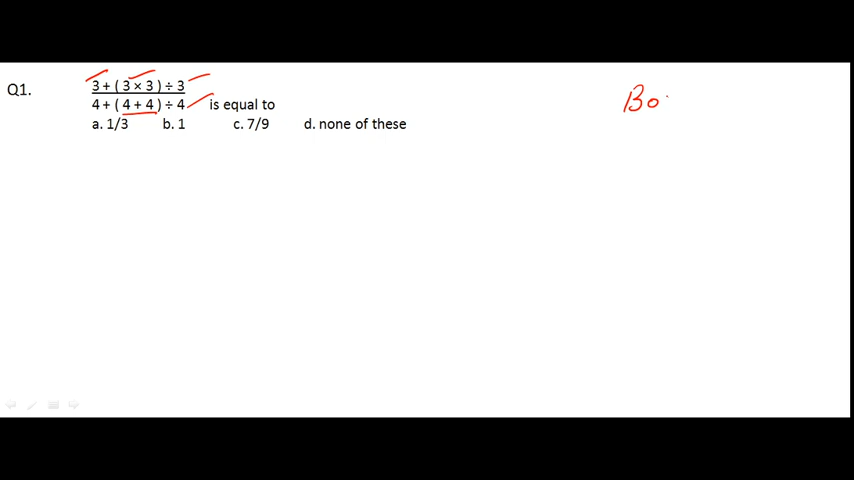 Q1. 3 + ( 3 × 3 ) ÷ 3
4 + ( 4 + 4 ) ÷ 4 is equal to
a. 1/3 b. 1 c. 7/9 d. none of these
Bo